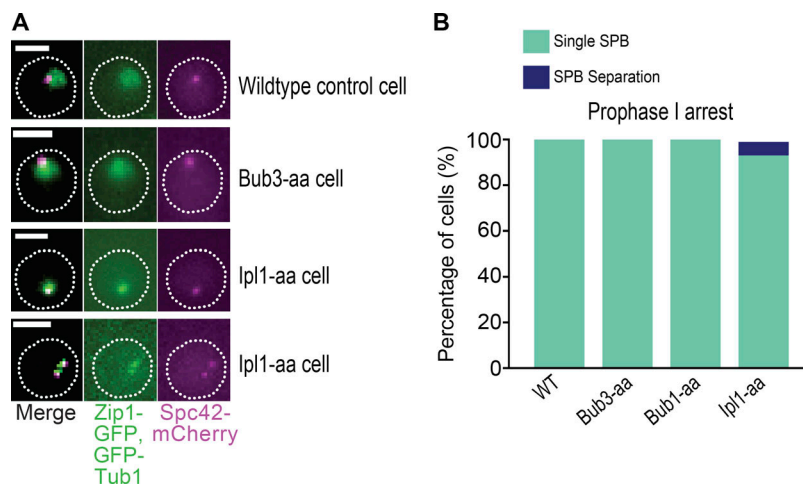 A
Wildtype control cell
Bub3-aa cell
Ipl1-aa cell
Ipl1-aa cell
Merge
Zip1-
GFP,
GFP-
Tub1
Spc42-
mCherry
B
Single SPB
SPB Separation
Prophase I arrest
Percentage of cells (%)
100
80
60
40
20
0
WT
Bub3-aa
Bub1-aa
Ipl1-aa